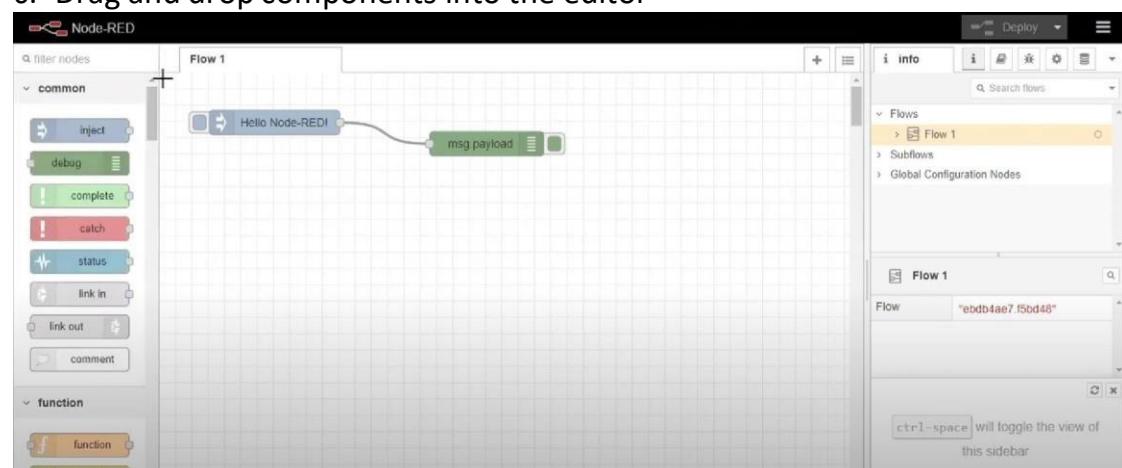 6. Drag and drop components into the editor
Node-RED
Deploy
filter nodes
Flow 1
info
i
Search flows
common
Flows
Flow 1
Subflows
Global Configuration Nodes
inject
Hello Node-RED!
msg.payload
debug
complete
catch
status
link in
link out
comment
Flow 1
Flow "ebdb4ae7.f5bd48"
function
function
ctrl-space will toggle the view of
this sidebar